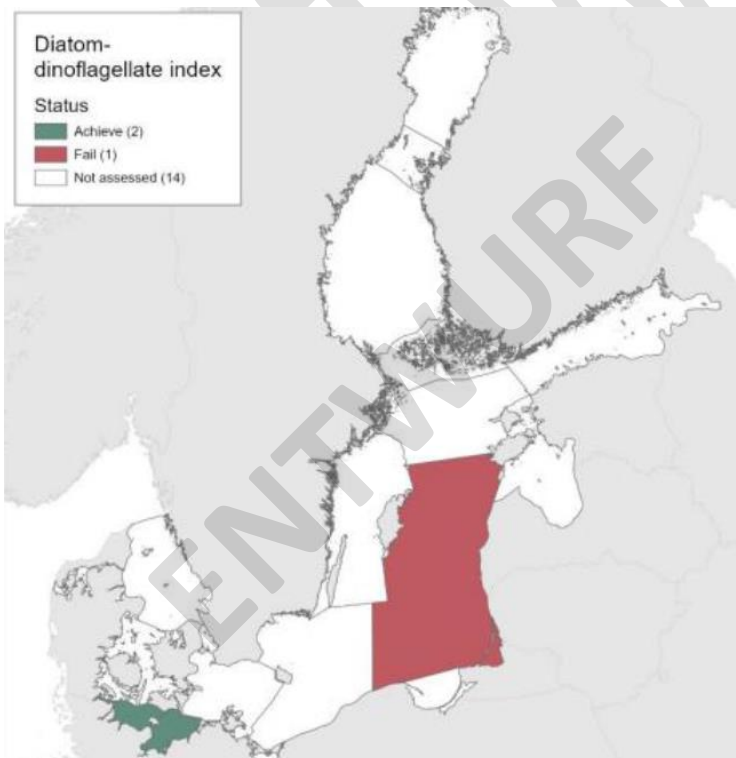 Diatom-
dinoflagellate index
Status
Achieve (2)
Fail (1)
Not assessed (14)
ENTWURF